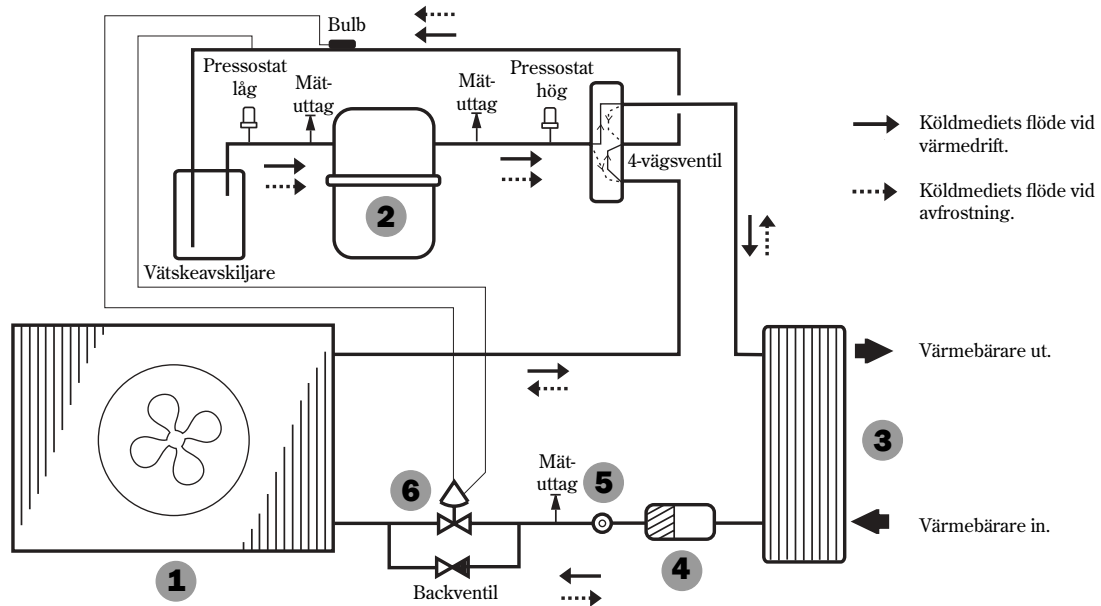 Bulb
Pressostat
låg
Mät-
uttag
Mät-
uttag
Pressostat
hög
4-vägsventil
Köldmediets flöde vid
värmedrift.
Köldmediets flöde vid
avfrostning.
2
Vätskeavskiljare
Värmebärare ut.
3
Mät-
uttag
6
5
Värmebärare in.
4
1
Backventil